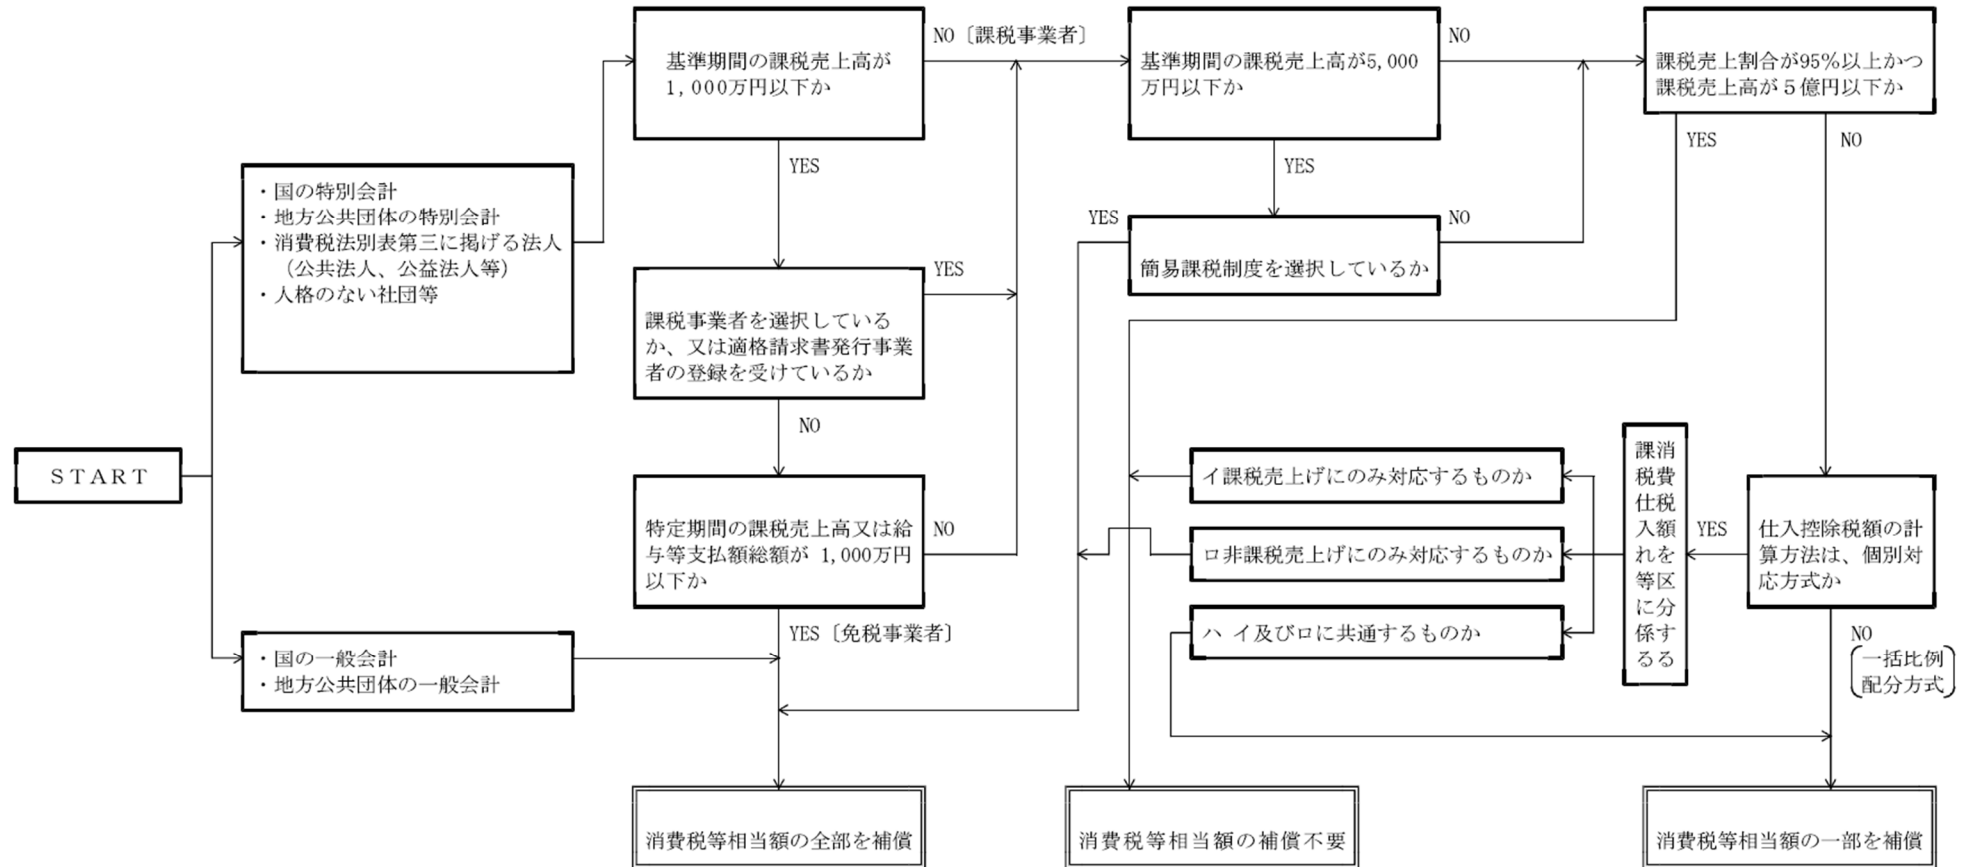 START
・国の特別会計
・地方公共団体の特別会計
・消費税法別表第三に掲げる法人
（公共法人、公益法人等）
・人格のない社団等
・国の一般会計
・地方公共団体の一般会計
基準期間の課税売上高が
1,000万円以下か
NO〔課税事業者〕
YES
課税事業者を選択している
か、又は適格請求書発行事業
者の登録を受けているか
YES
NO
特定期間の課税売上高又は給
与等支払額総額が 1,000万円
以下か
NO
YES〔免税事業者〕
基準期間の課税売上高が5,000
万円以下か
NO
YES
簡易課税制度を選択しているか
YES
NO
課税売上割合が95％以上かつ
課税売上高が５億円以下か
YES
NO
仕入控除税額の計
算方法は、個別対
応方式か
YES
NO
一括比例
配分方式
消費税額を区分する
課税仕入れ等に係る
イ課税売上げにのみ対応するものか
ロ非課税売上げにのみ対応するものか
ハ イ及びロに共通するものか
消費税等相当額の全部を補償
消費税等相当額の補償不要
消費税等相当額の一部を補償